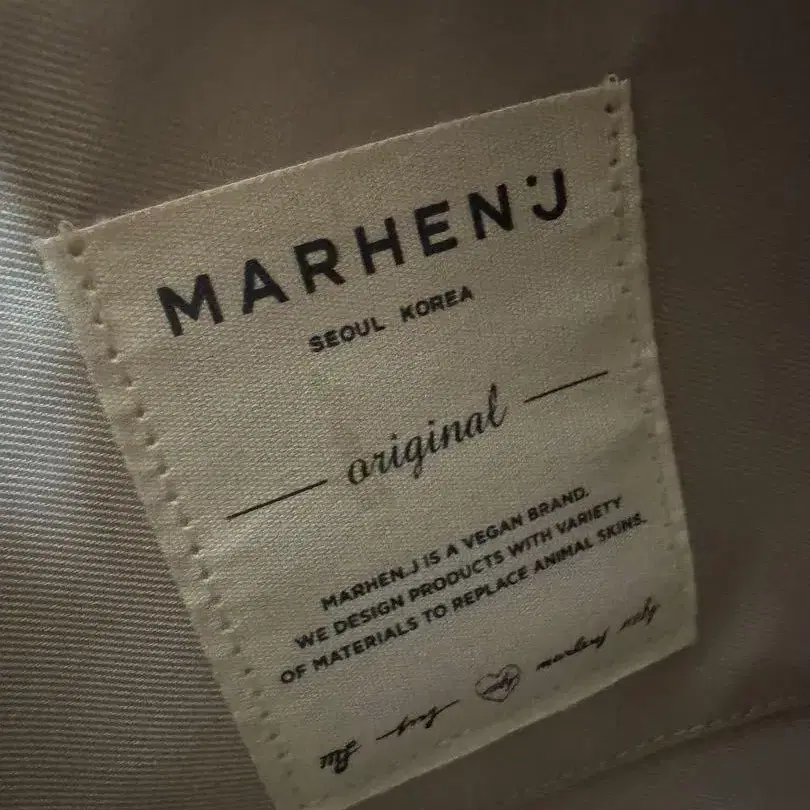 MARHEN.J
SEOUL KOREA
original
MARHEN.J IS A VEGAN BRAND.
WE DESIGN PRODUCTS WITH VARIETY
OF MATERIALS TO REPLACE ANIMAL SKINS.